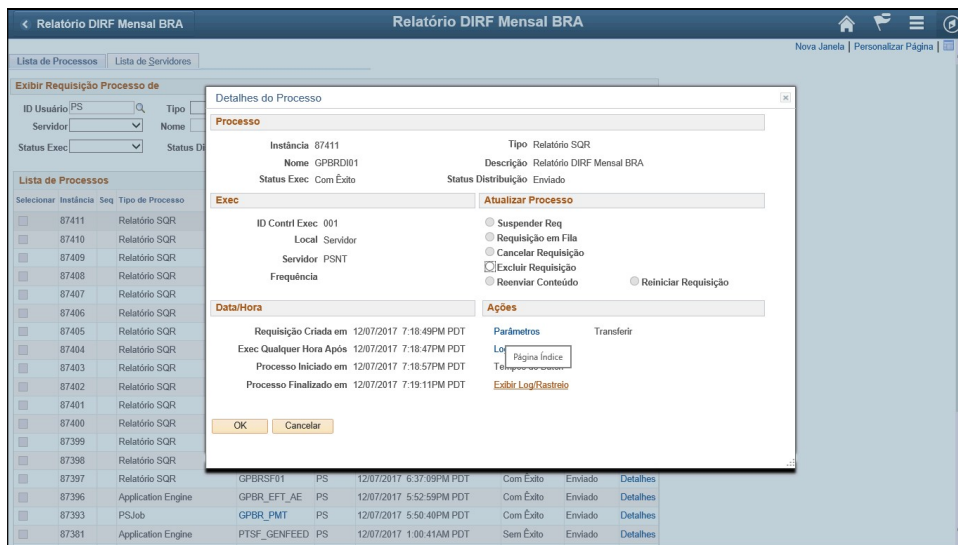 Relatório DIRF Mensal BRA
Relatório DIRF Mensal BRA
Nova Janela | Personalizar Página |
Lista de Processos
Lista de Servidores
Exibir Requisição Processo de
ID Usuário PS
Tipo
Servidor
Nome
Status Exec
Status Di
Lista de Processos
Selecionar Instância Seq Tipo de Processo
87411 Relatório SQR
87410 Relatório SQR
87409 Relatório SQR
87408 Relatório SQR
87407 Relatório SQR
87406 Relatório SQR
87405 Relatório SQR
87404 Relatório SQR
87403 Relatório SQR
87402 Relatório SQR
87401 Relatório SQR
87400 Relatório SQR
87399 Relatório SQR
87398 Relatório SQR
87397 Relatório SQR GPBRSF01 PS 12/07/2017 6:37:09PM PDT Com Êxito Enviado Detalhes
87396 Application Engine GPBR_EFT_AE PS 12/07/2017 5:52:59PM PDT Com Êxito Enviado Detalhes
87393 PSJob GPBR_PMT PS 12/07/2017 5:50:40PM PDT Com Êxito Enviado Detalhes
87381 Application Engine PTSF_GENFEED PS 12/07/2017 1:00:41AM PDT Sem Êxito Enviado Detalhes
Detalhes do Processo
Processo
Instância 87411
Tipo Relatório SQR
Nome GPBRDI01
Descrição Relatório DIRF Mensal BRA
Status Exec Com Êxito
Status Distribuição Enviado
Exec
Atualizar Processo
ID Contrl Exec 001
Local Servidor
Servidor PSNT
Frequência
Suspender Req
Requisição em Fila
Cancelar Requisição
Excluir Requisição
Reenviar Conteúdo
Reiniciar Requisição
Data/Hora
Ações
Requisição Criada em 12/07/2017 7:18:49PM PDT
Parâmetros
Transferir
Exec Qualquer Hora Após 12/07/2017 7:18:47PM PDT
Página Índice
Processo Iniciado em 12/07/2017 7:18:57PM PDT
Processo Finalizado em 12/07/2017 7:19:11PM PDT
Exibir Log/Rastreio
OK
Cancelar